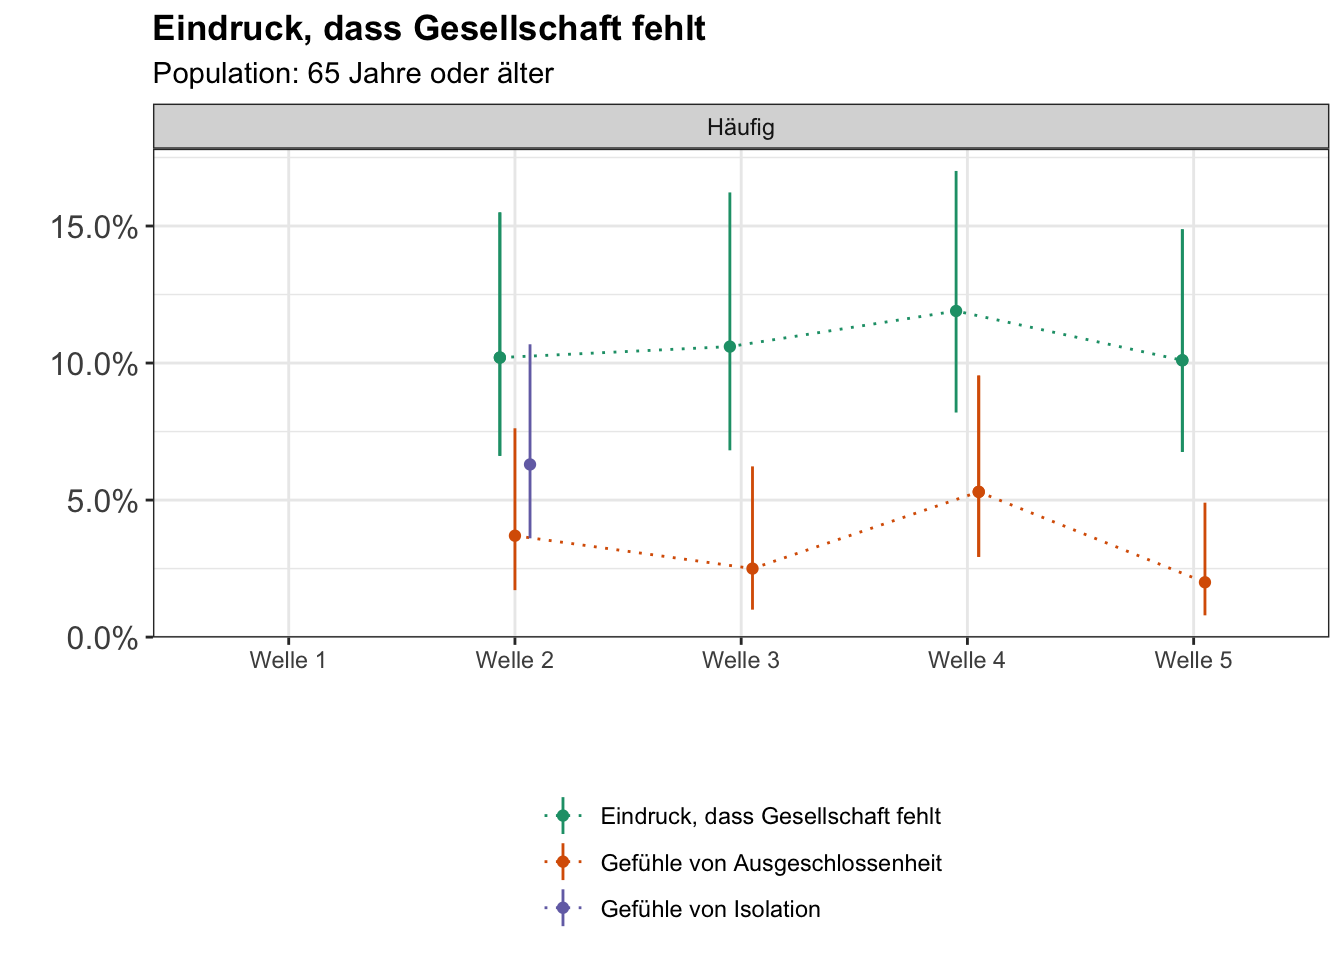 Eindruck, dass Gesellschaft fehlt
Population: 65 Jahre oder älter
Häufig
15.0%
10.0%
5.0%
0.0%
Welle 1 Welle 2 Welle 3 Welle 4 Welle 5
Eindruck, dass Gesellschaft fehlt
Gefühle von Ausgeschlossenheit
Gefühle von Isolation